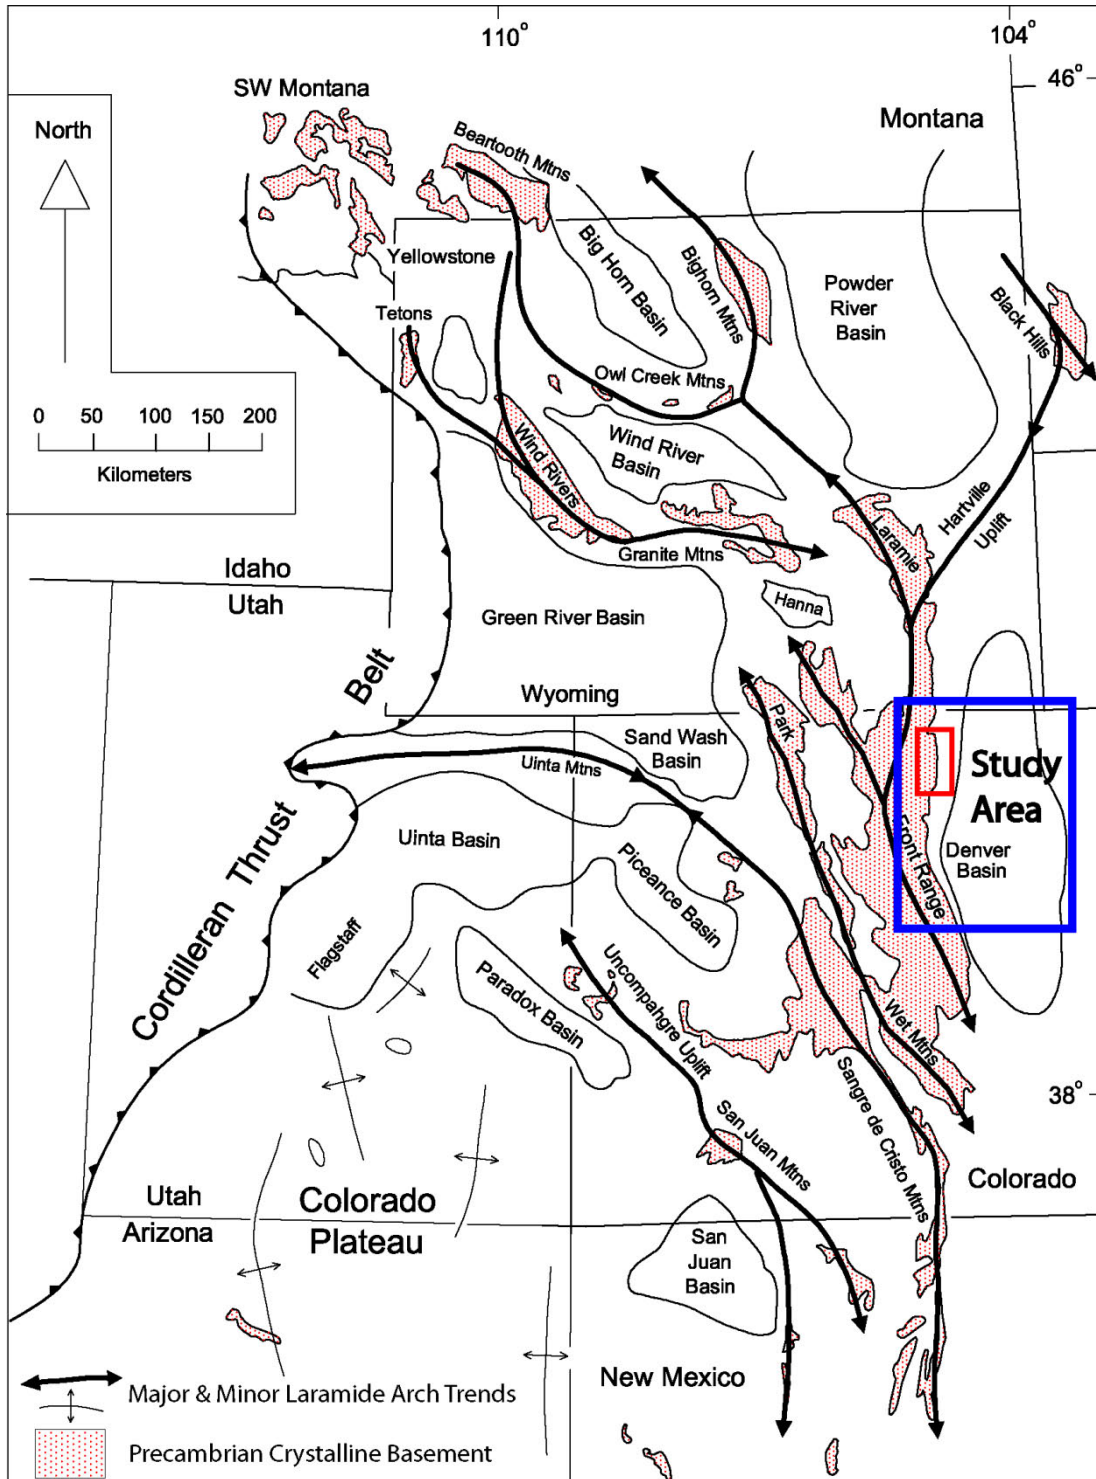 110°
104°
46°
SW Montana
North
Montana
Beartooth Mtns
Big Horn Basin
Bighorn Mtns
Yellowstone
Powder
River
Basin
Black Hills
Tetons
Owl Creek Mtns
0 50 100 150 200
Kilometers
Wind River
Basin
Wind Rivers
Laramie
Hartville
Uplift
Granite Mtns
Idaho
Utah
Hanna
Green River Basin
Cordilleran Thrust Belt
Wyoming
Park
Sand Wash
Basin
Uinta Mtns
Study
Area
Front Range
Uinta Basin
Piceance Basin
Denver
Basin
Flagstaff
Paradox Basin
Uncompahgre Uplift
Wet Mtns
Sangre de Cristo Mtns
38°
San Juan Mtns
Colorado
Utah
Arizona
Colorado
Plateau
San
Juan
Basin
New Mexico
Major & Minor Laramide Arch Trends
Precambrian Crystalline Basement